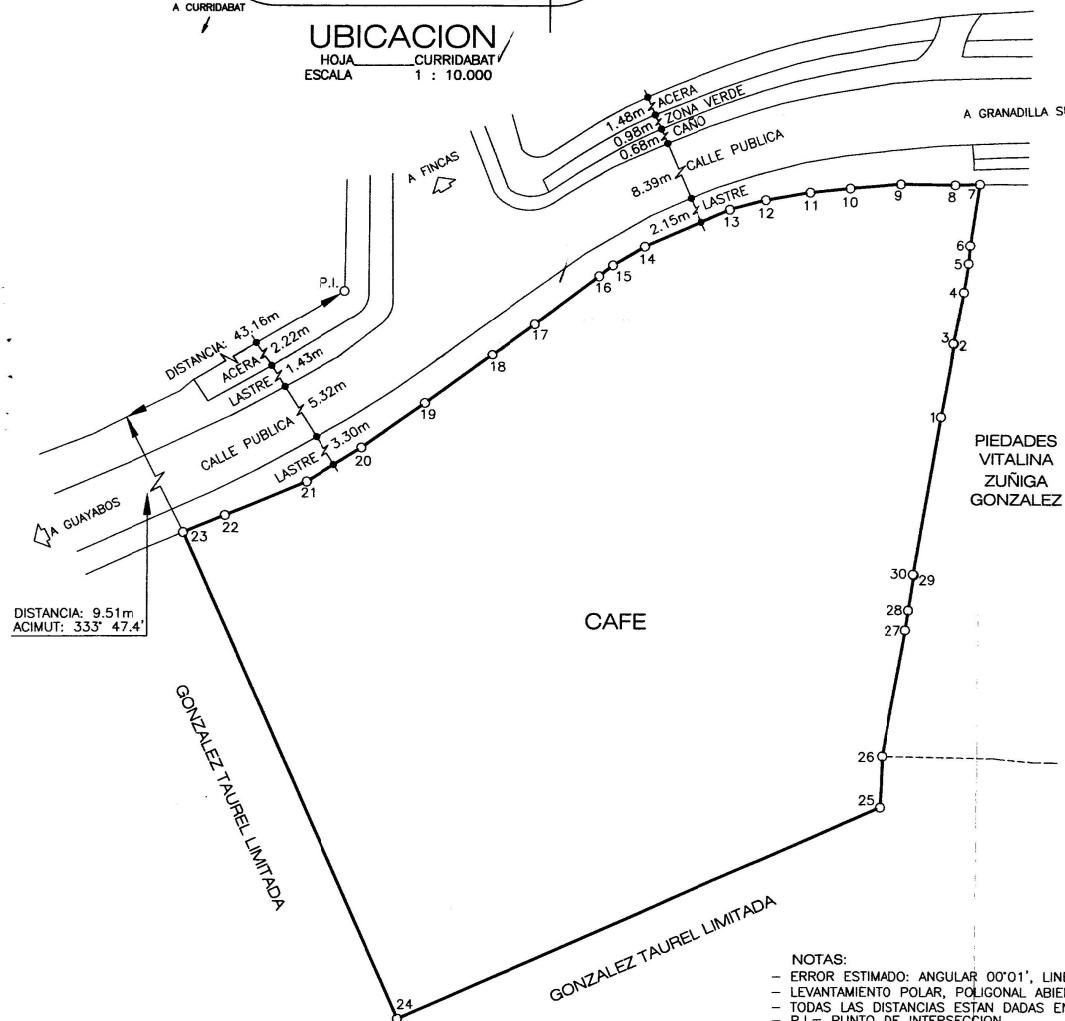 A CURRIDABAT
UBICACION
HOJA CURRIDABAT
ESCALA 1 : 10.000
1.48m ACERA
0.98m ZONA VERDE
0.68m CAÑO
8.39m CALLE PUBLICA
2.15m LASTRE
A GRANADILLA
A FINCAS
P.I.
DISTANCIA: 43.16m
ACERA 2.22m
LASTRE 1.43m
CALLE PUBLICA 5.32m
LASTRE 3.30m
A GUAYABOS
DISTANCIA: 9.51m
ACIMUT: 333° 47.4'
7
8
9
10
11
12
13
14
15
16
17
18
19
20
21
22
23
6
5
4
3
2
1
30
29
28
27
26
25
24
PIEDADES
VITALINA
ZUÑIGA
GONZALEZ
CAFE
GONZALEZ TAUREL LIMITADA
GONZALEZ TAUREL LIMITADA
NOTAS:
– ERROR ESTIMADO: ANGULAR 00°01',
– LEVANTAMIENTO POLAR, POLIGONAL
– TODAS LAS DISTANCIAS ESTAN DADAS
– P.I.= PUNTO DE INTERSECCION